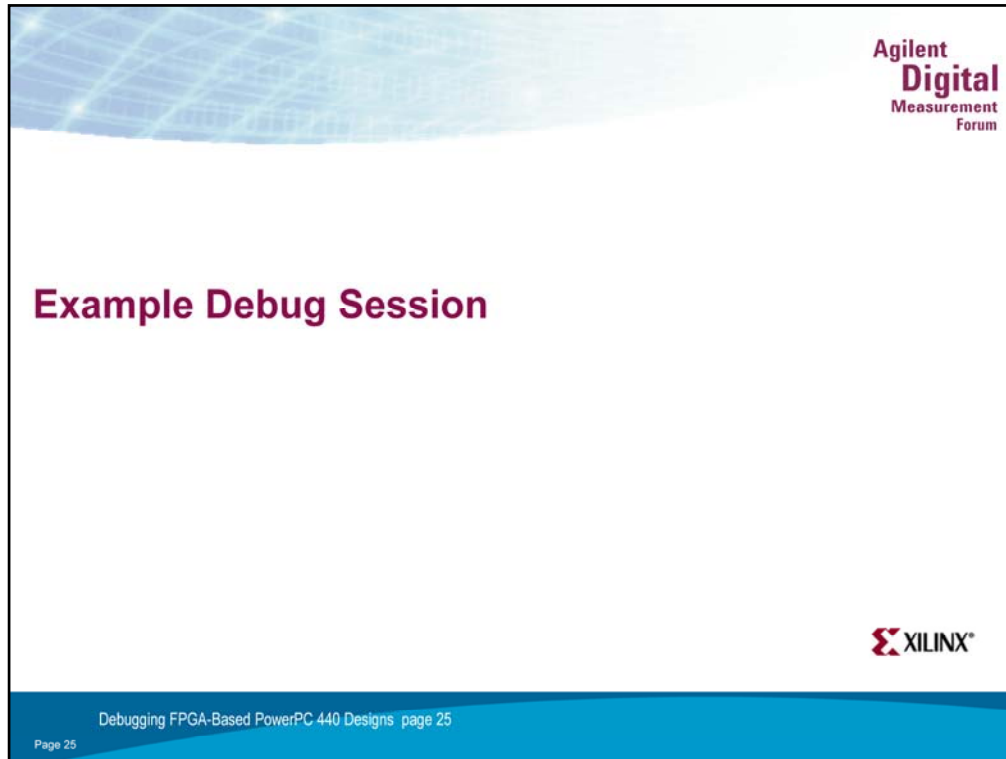 Agilent
Digital
Measurement
Forum
Example Debug Session
XILINX®
Debugging FPGA-Based PowerPC 440 Designs page 25
Page 25